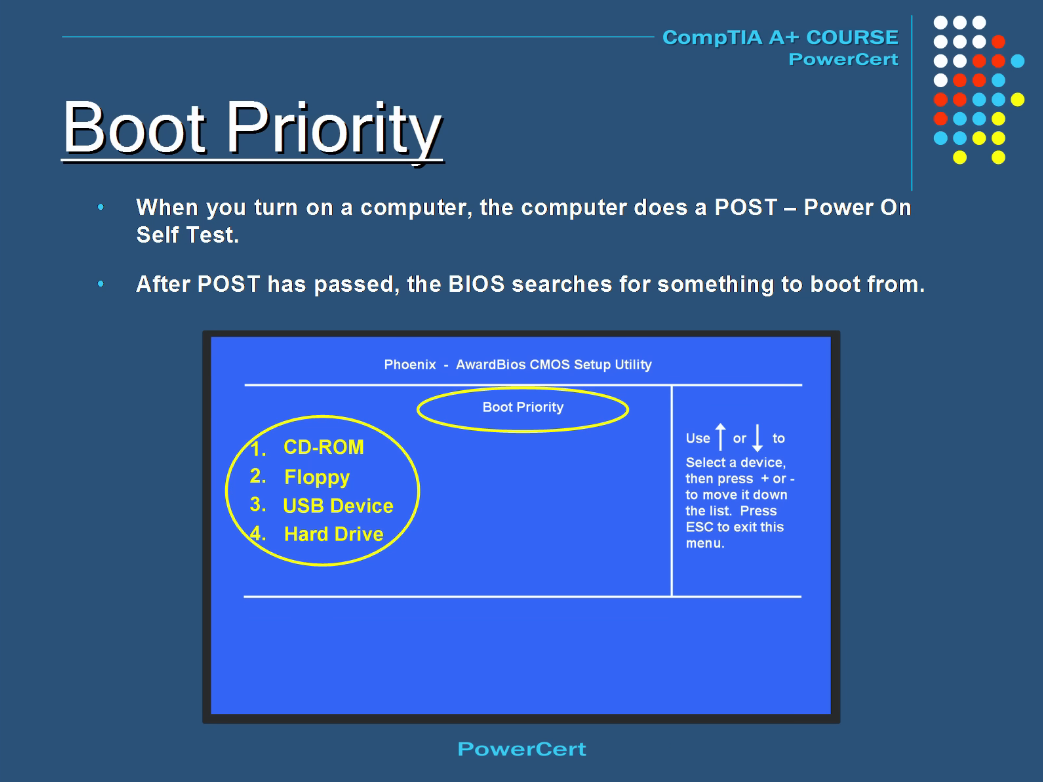 CompTIA A+ COURSE
PowerCert
Boot Priority
• When you turn on a computer, the computer does a POST – Power On
Self Test.
• After POST has passed, the BIOS searches for something to boot from.
Phoenix - AwardBios CMOS Setup Utility
Boot Priority
1. CD-ROM
2. Floppy
3. USB Device
4. Hard Drive
Use ↑ or ↓ to
Select a device,
then press + or -
to move it down
the list. Press
ESC to exit this
menu.
PowerCert